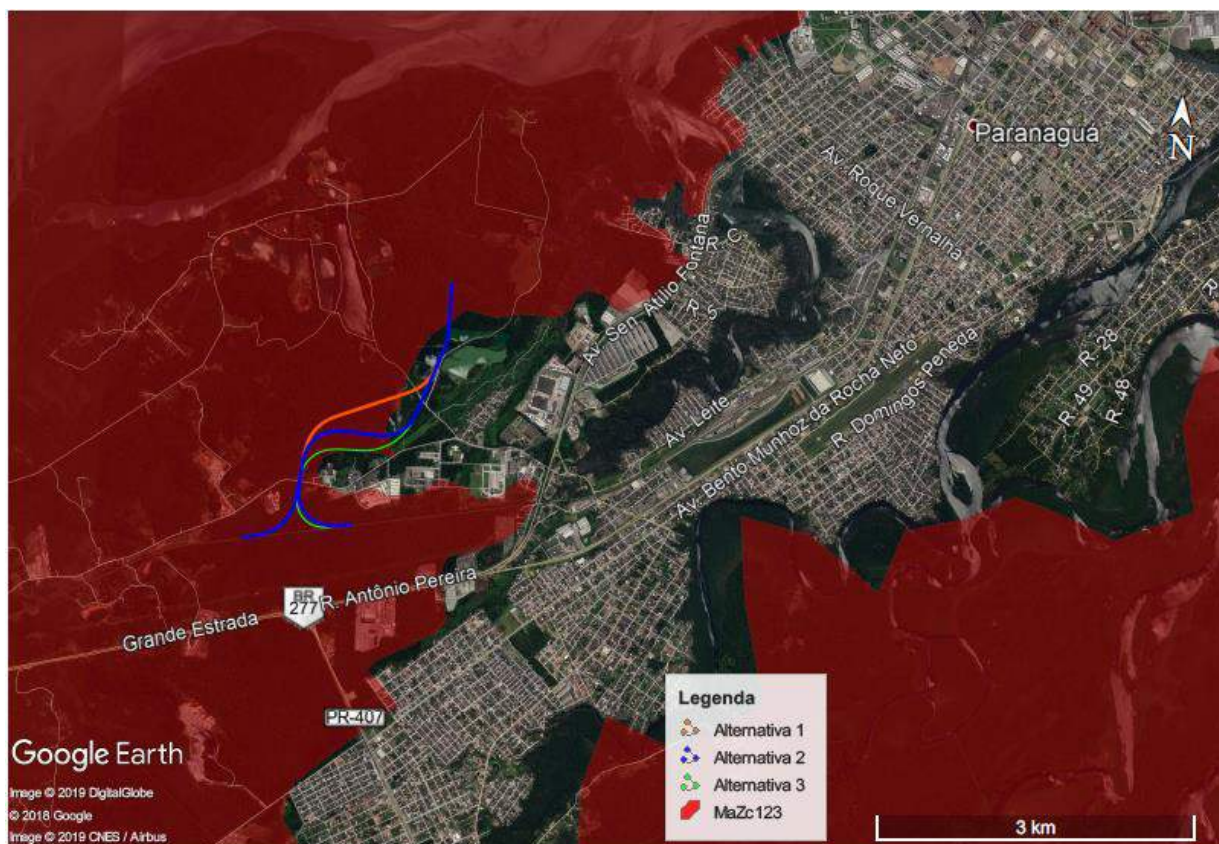 N
Paranaguá
Av. Roque Vernalha
R. C
Av. Sen. Atílio Fontana
R. 5
R. 28
R. 49
R. 48
Av. Bento Munhoz da Rocha Neto
R. Domingos Peneda
Av. Leite
BR
277
R. Antônio Pereira
Grande Estrada
PR-407
Legenda
Alternativa 1
Alternativa 2
Alternativa 3
MaZc123
Google Earth
Image © 2019 DigitalGlobe
© 2018 Google
Image © 2019 CNES / Airbus
3 km